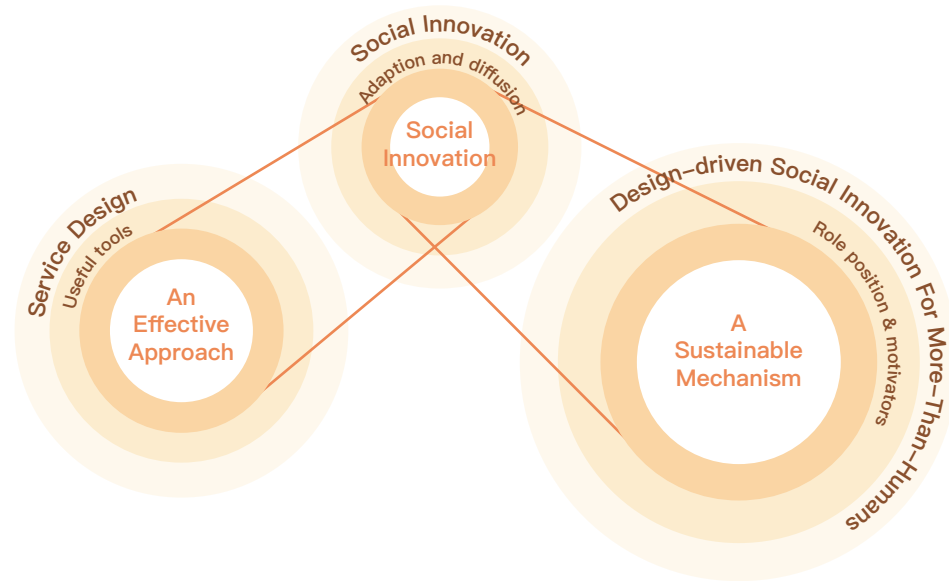 Social Innovation
Adaption and diffusion
Social
Innovation
Service Design
Useful tools
An
Effective
Approach
Design-driven Social Innovation For More-Than-Humans
Role position & motivators
A
Sustainable
Mechanism